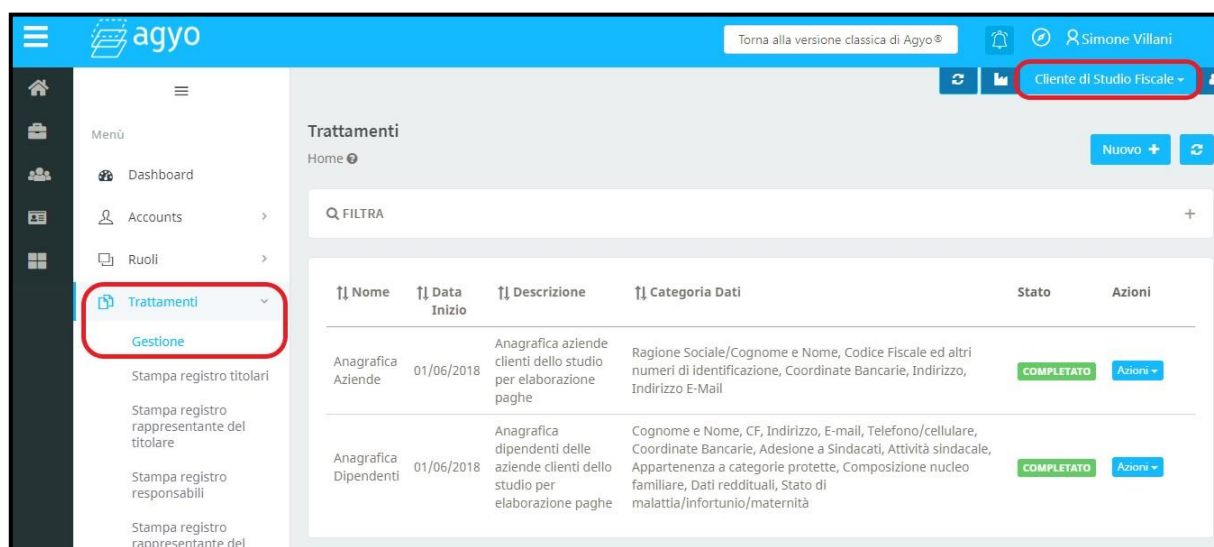 agyo
Torna alla versione classica di Agyo®
Simone Villani
Cliente di Studio Fiscale
Menù
Trattamenti
Home
Nuovo +
Dashboard
Accounts
FILTRA
Ruoli
Trattamenti
Gestione
Stampa registro titolari
Stampa registro
rappresentante del
titolare
Stampa registro
responsabili
Stampa registro
rappresentante del
Nome
Data
Inizio
Descrizione
Categoria Dati
Stato
Azioni
Anagrafica
Aziende
01/06/2018
Anagrafica aziende
clienti dello studio
per elaborazione
paghe
Ragione Sociale/Cognome e Nome, Codice Fiscale ed altri
numeri di identificazione, Coordinate Bancarie, Indirizzo,
Indirizzo E-Mail
COMPLETATO
Azioni
Anagrafica
Dipendenti
01/06/2018
Anagrafica
dipendenti delle
aziende clienti dello
studio per
elaborazione paghe
Cognome e Nome, CF, Indirizzo, E-mail, Telefono/cellulare,
Coordinate Bancarie, Adesione a Sindacati, Attività sindacale,
Appartenenza a categorie protette, Composizione nucleo
familiare, Dati reddituali, Stato di
malattia/infortunio/maternità
COMPLETATO
Azioni